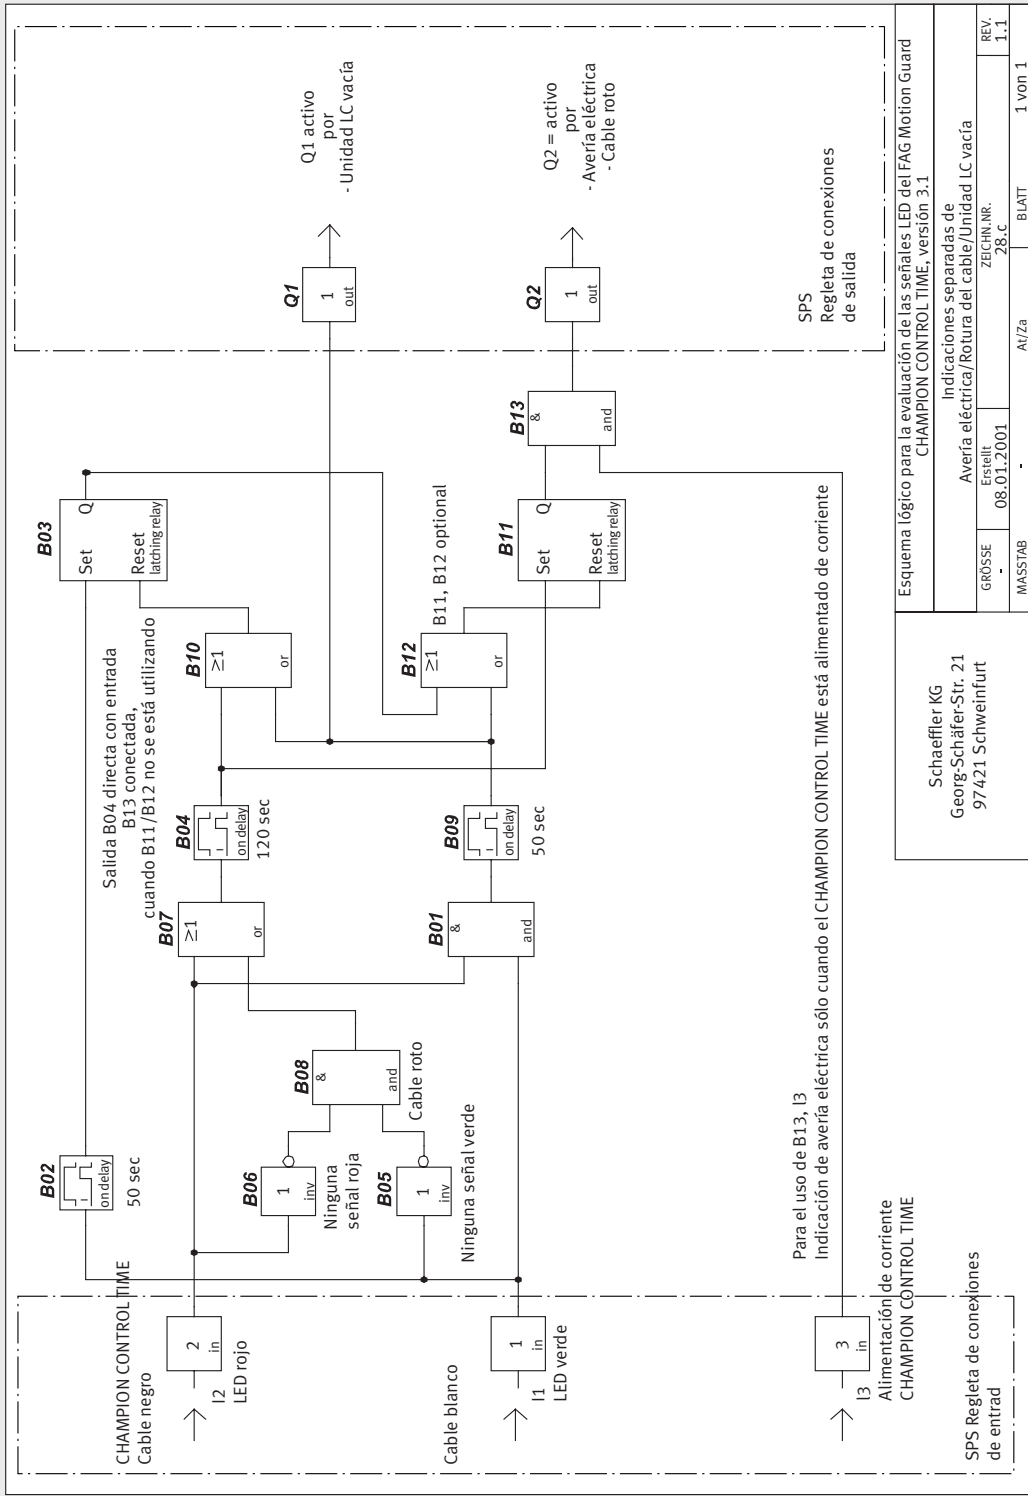 CHAMPION CONTROL TIME
Cable negro
2
in
I2
LED rojo
Cable blanco
1
in
I1
LED verde
3
in
I3
Alimentación de corriente
CHAMPION CONTROL TIME
SPS Regleta de conexiones
de entrad
B02
on delay
50 sec
B06
1
inv
Ninguna
señal roja
B05
1
inv
Ninguna señal verde
B08
&
and
Cable roto
Para el uso de B13, I3
Indicación de avería eléctrica sólo cuando el CHAMPION CONTROL TIME está alimentado de corriente
Salida B04 directa con entrada
B13 conectada,
cuando B11/B12 no se está utilizando
B07
≥1
or
B04
on delay
120 sec
B01
&
and
B09
on delay
50 sec
B10
≥1
or
B12
≥1
or
B11, B12 optional
B03
Set
Q
Reset
latching relay
B11
Set
Q
Reset
latching relay
B13
&
and
Q1
1
out
Q1 activo
por
- Unidad LC vacía
Q2
1
out
Q2 = activo
por
- Avería eléctrica
- Cable roto
SPS
Regleta de conexiones
de salida
Schaeffler KG
Georg-Schäfer-Str. 21
97421 Schweinfurt
Esquema lógico para la evaluación de las señales LED del FAG Motion Guard
CHAMPION CONTROL TIME, versión 3.1
Indicaciones separadas de
Avería eléctrica/Rotura del cable/Unidad LC vacía
GRÖSSE
-
Erstellt
08.01.2001
ZEICHN.NR.
28.c
REV.
1.1
MASSTAB
-
At/Za
BLATT
1 von 1